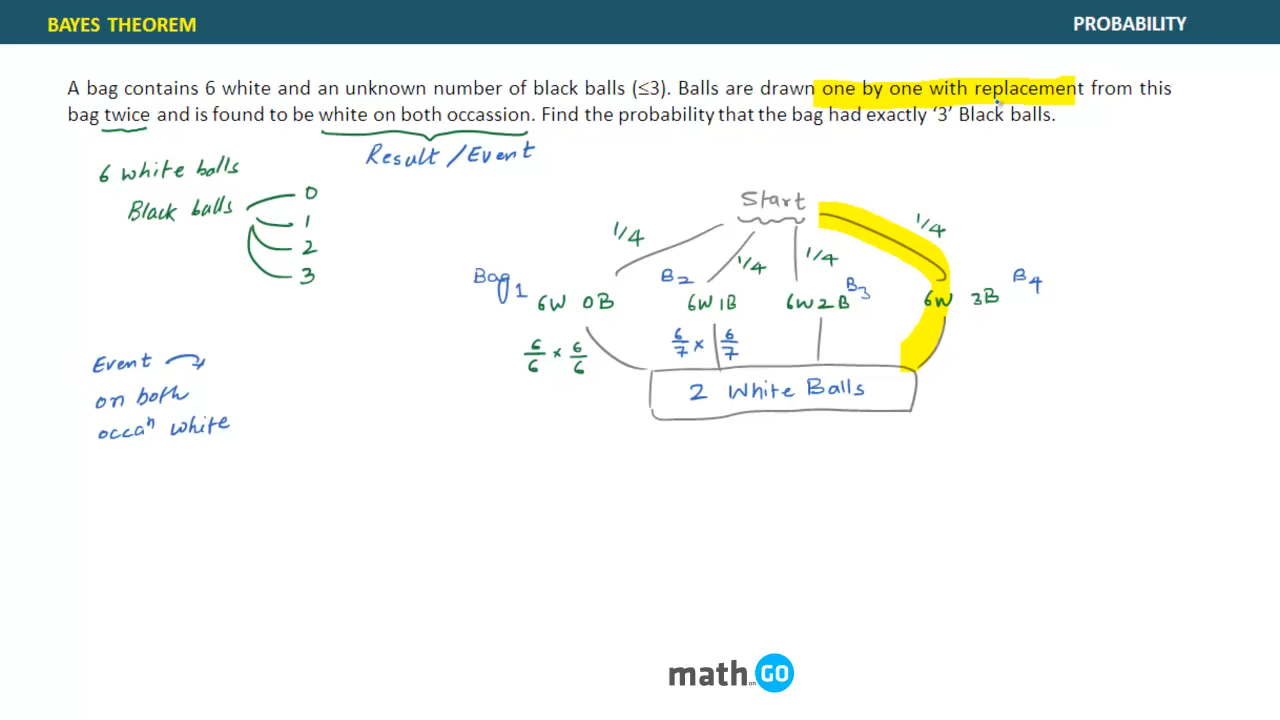 BAYES THEOREM
PROBABILITY
A bag contains 6 white and an unknown number of black balls (≤3). Balls are drawn one by one with replacement from this
bag twice and is found to be white on both occassion. Find the probability that the bag had exactly ‘3’ Black balls.
Result / Event
6 white balls
Black balls
0
1
2
3
Start
1/4
1/4
1/4
1/4
Bag 1
B2
B3
B4
6W 0B
6W 1B
6W 2B
6W 3B
6/6 × 6/6
6/7 × 6/7
2 White Balls
Event →
on both
occaⁿ white
math on GO